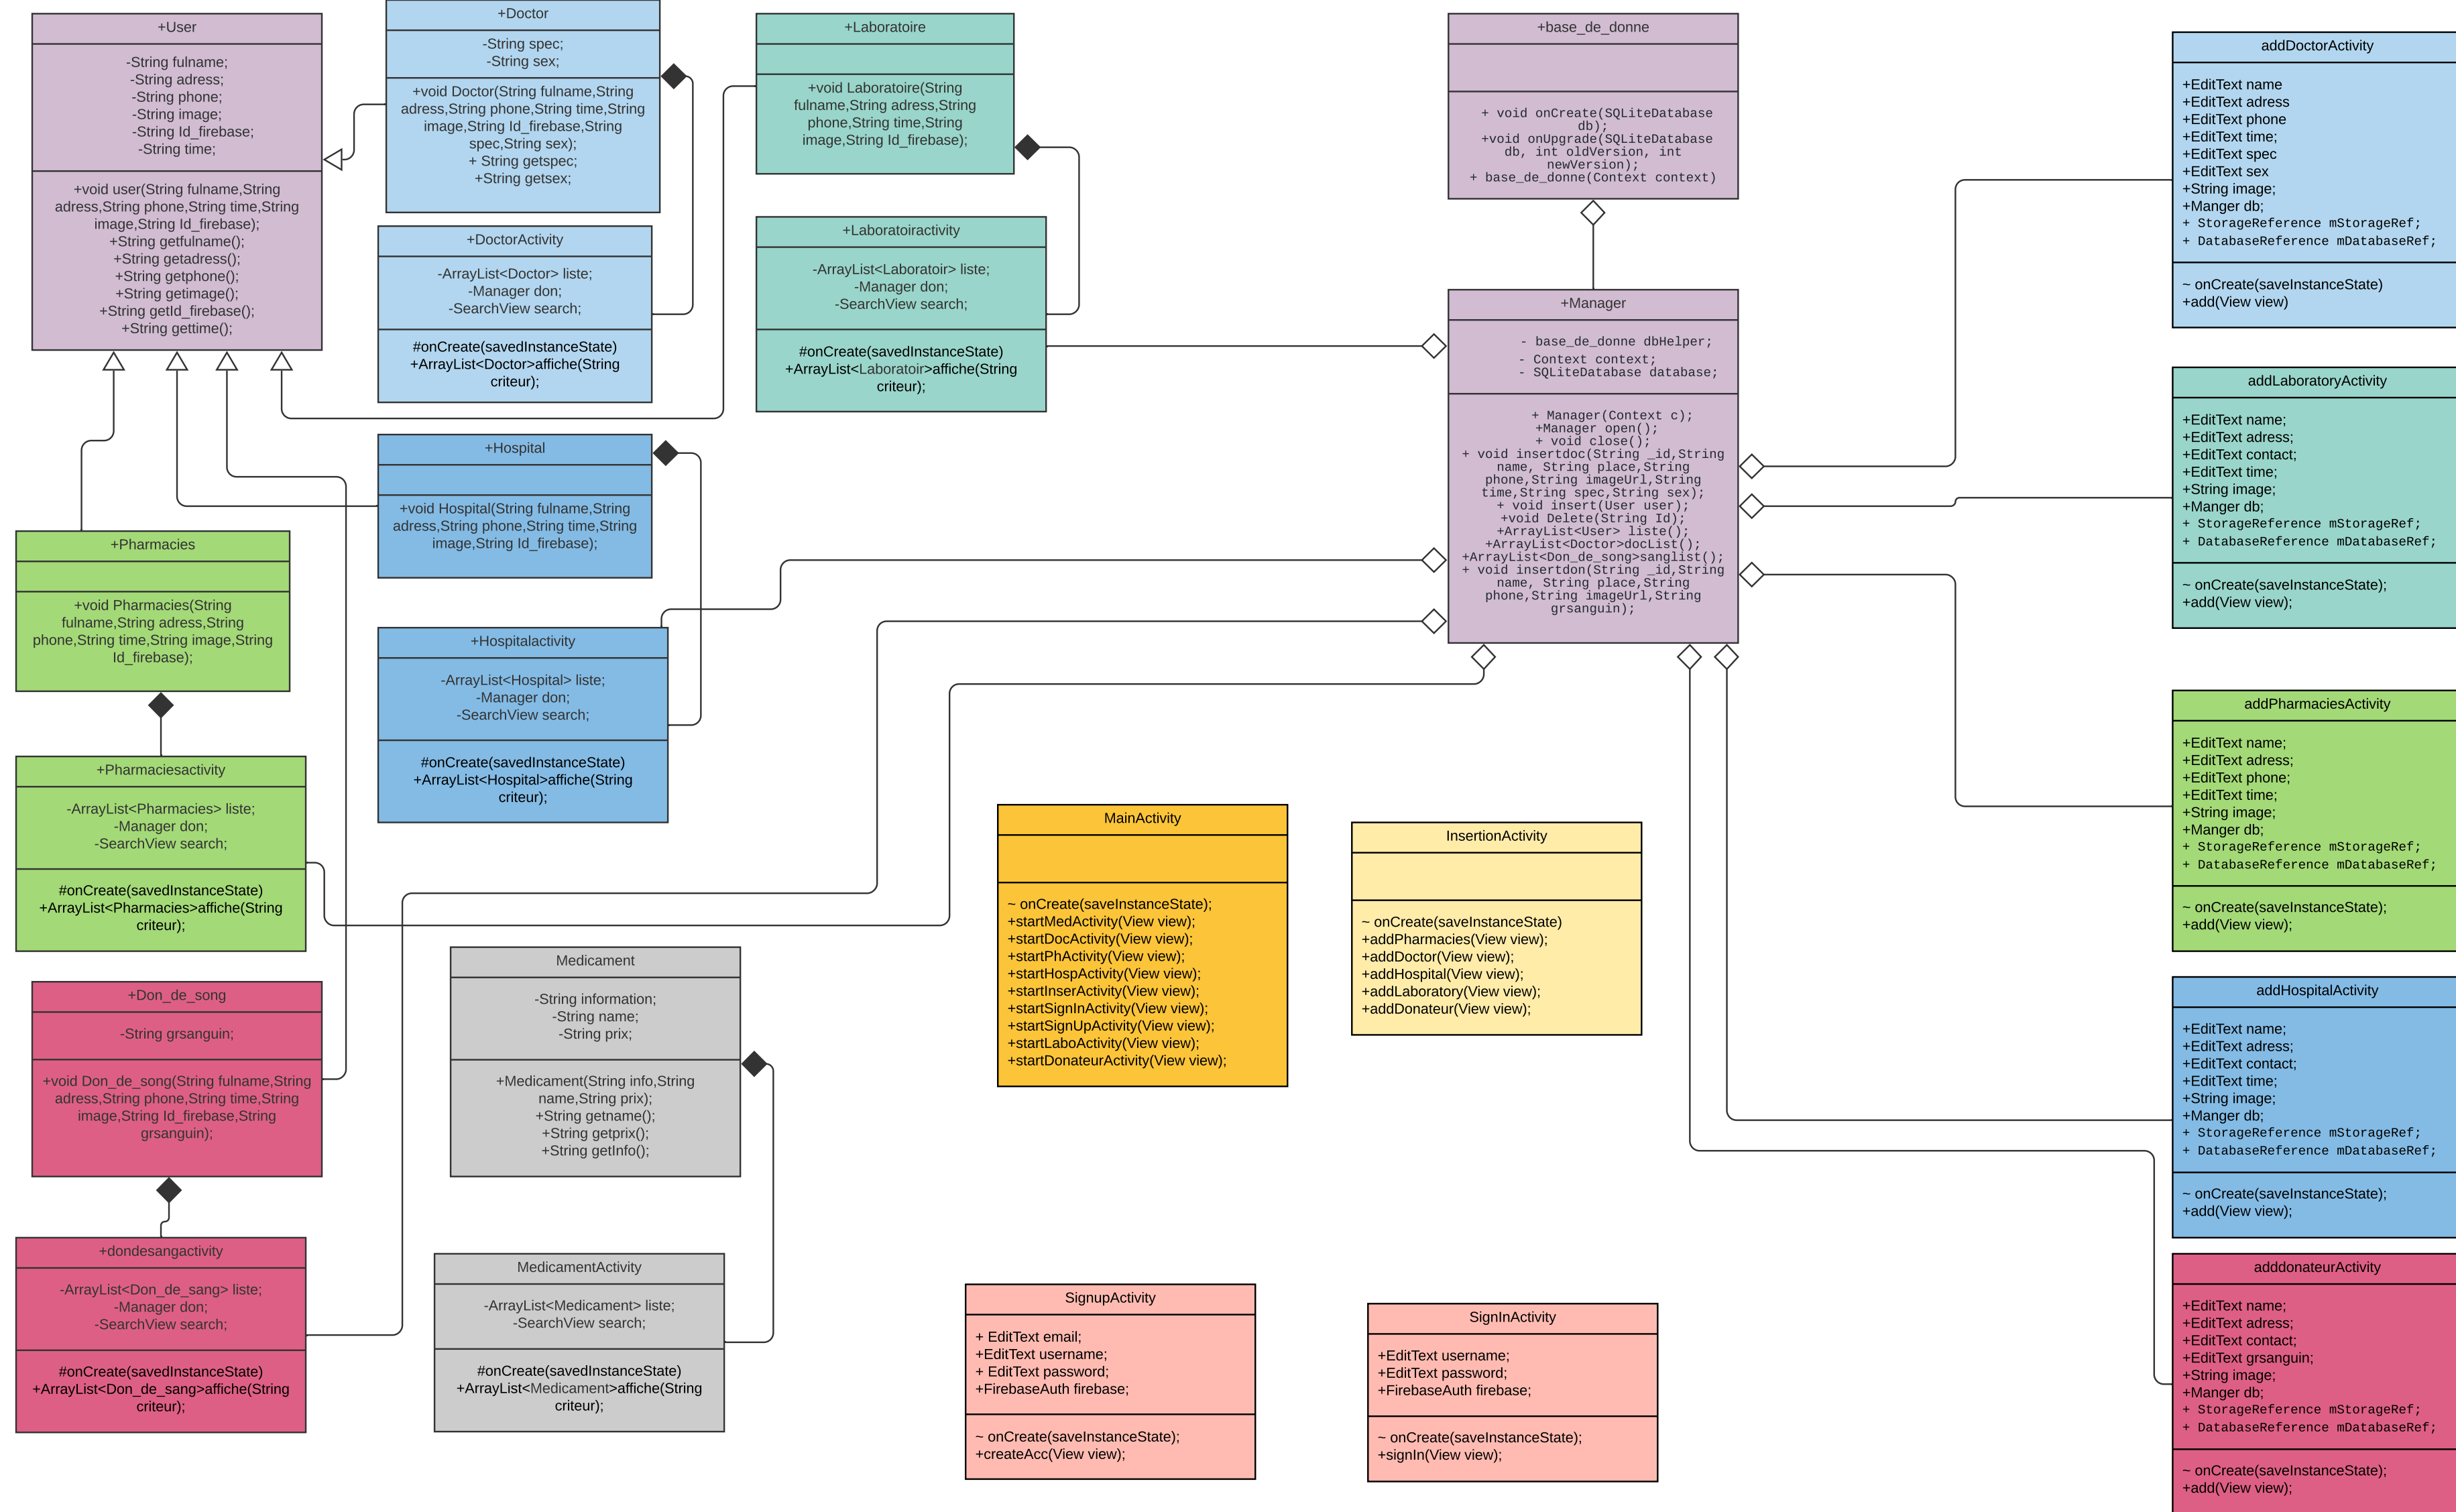 +User
-String fulname;
-String adress;
-String phone;
-String image;
-String Id_firebase;
-String time;
+void user(String fulname,String
adress,String phone,String time,String
image,String Id_firebase);
+String getfulname();
+String getadress();
+String getphone();
+String getimage();
+String getId_firebase();
+String gettime();
+Doctor
-String spec;
-String sex;
+void Doctor(String fulname,String
adress,String phone,String time,String
image,String Id_firebase,String
spec,String sex);
+ String getspec;
+String getsex;
+DoctorActivity
-ArrayList<Doctor> liste;
-Manager don;
-SearchView search;
#onCreate(savedInstanceState)
+ArrayList<Doctor>affiche(String
criteur);
+Laboratoire
+void Laboratoire(String
fulname,String adress,String
phone,String time,String
image,String Id_firebase);
+Laboratoiractivity
-ArrayList<Laboratoir> liste;
-Manager don;
-SearchView search;
#onCreate(savedInstanceState)
+ArrayList<Laboratoir>affiche(String
criteur);
+Hospital
+void Hospital(String fulname,String
adress,String phone,String time,String
image,String Id_firebase);
+Hospitalactivity
-ArrayList<Hospital> liste;
-Manager don;
-SearchView search;
#onCreate(savedInstanceState)
+ArrayList<Hospital>affiche(String
criteur);
+Pharmacies
+void Pharmacies(String
fulname,String adress,String
phone,String time,String image,String
Id_firebase);
+Pharmaciesactivity
-ArrayList<Pharmacies> liste;
-Manager don;
-SearchView search;
#onCreate(savedInstanceState)
+ArrayList<Pharmacies>affiche(String
criteur);
+Don_de_song
-String grsanguin;
+void Don_de_song(String fulname,String
adress,String phone,String time,String
image,String Id_firebase,String
grsanguin);
+dondesangactivity
-ArrayList<Don_de_sang> liste;
-Manager don;
-SearchView search;
#onCreate(savedInstanceState)
+ArrayList<Don_de_sang>affiche(String
criteur);
Medicament
-String information;
-String name;
-String prix;
+Medicament(String info,String
name,String prix);
+String getname();
+String getprix();
+String getInfo();
MedicamentActivity
-ArrayList<Medicament> liste;
-SearchView search;
#onCreate(savedInstanceState)
+ArrayList<Medicament>affiche(String
criteur);
+base_de_donne
+ void onCreate(SQLiteDatabase
db);
+void onUpgrade(SQLiteDatabase
db, int oldVersion, int
newVersion);
+ base_de_donne(Context context)
+Manager
- base_de_donne dbHelper;
- Context context;
- SQLiteDatabase database;
+ Manager(Context c);
+Manager open();
+ void close();
+ void insertdoc(String _id,String
name, String place,String
phone,String imageUrl,String
time,String spec,String sex);
+ void insert(User user);
+void Delete(String Id);
+ArrayList<User> liste();
+ArrayList<Doctor>docList();
+ArrayList<Don_de_song>sanglist();
+ void insertdon(String _id,String
name, String place,String
phone,String imageUrl,String
grsanguin);
MainActivity
~ onCreate(saveInstanceState);
+startMedActivity(View view);
+startDocActivity(View view);
+startPhActivity(View view);
+startHospActivity(View view);
+startInserActivity(View view);
+startSignInActivity(View view);
+startSignUpActivity(View view);
+startLaboActivity(View view);
+startDonateurActivity(View view);
InsertionActivity
~ onCreate(saveInstanceState)
+addPharmacies(View view);
+addDoctor(View view);
+addHospital(View view);
+addLaboratory(View view);
+addDonateur(View view);
SignupActivity
+ EditText email;
+EditText username;
+ EditText password;
+FirebaseAuth firebase;
~ onCreate(saveInstanceState);
+createAcc(View view);
SignInActivity
+EditText username;
+EditText password;
+FirebaseAuth firebase;
~ onCreate(saveInstanceState);
+signIn(View view);
addDoctorActivity
+EditText name
+EditText adress
+EditText phone
+EditText time;
+EditText spec
+EditText sex
+String image;
+Manger db;
+ StorageReference mStorageRef;
+ DatabaseReference mDatabaseRef;
~ onCreate(saveInstanceState)
+add(View view)
addLaboratoryActivity
+EditText name;
+EditText adress;
+EditText contact;
+EditText time;
+String image;
+Manger db;
+ StorageReference mStorageRef;
+ DatabaseReference mDatabaseRef;
~ onCreate(saveInstanceState);
+add(View view);
addPharmaciesActivity
+EditText name;
+EditText adress;
+EditText phone;
+EditText time;
+String image;
+Manger db;
+ StorageReference mStorageRef;
+ DatabaseReference mDatabaseRef;
~ onCreate(saveInstanceState);
+add(View view);
addHospitalActivity
+EditText name;
+EditText adress;
+EditText contact;
+EditText time;
+String image;
+Manger db;
+ StorageReference mStorageRef;
+ DatabaseReference mDatabaseRef;
~ onCreate(saveInstanceState);
+add(View view);
adddonateurActivity
+EditText name;
+EditText adress;
+EditText contact;
+EditText grsanguin;
+String image;
+Manger db;
+ StorageReference mStorageRef;
+ DatabaseReference mDatabaseRef;
~ onCreate(saveInstanceState);
+add(View view);